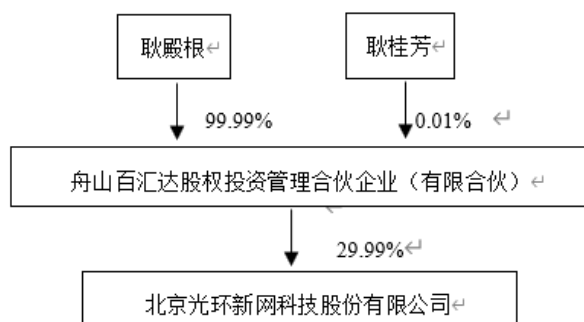 耿殿根
耿桂芳
99.99%
0.01%
舟山百汇达股权投资管理合伙企业（有限合伙）
29.99%
北京光环新网科技股份有限公司